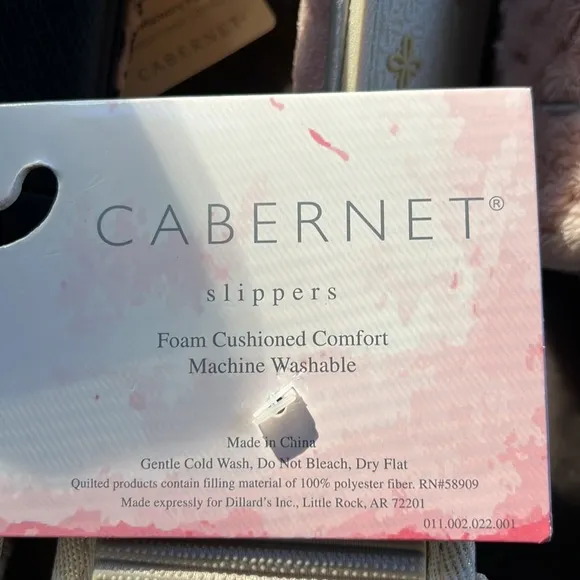 CABERNET
CABERNET®
slippers
Foam Cushioned Comfort
Machine Washable
Made in China
Gentle Cold Wash, Do Not Bleach, Dry Flat
Quilted products contain filling material of 100% polyester fiber. RN#58909
Made expressly for Dillard's Inc., Little Rock, AR 72201
011.002.022.001